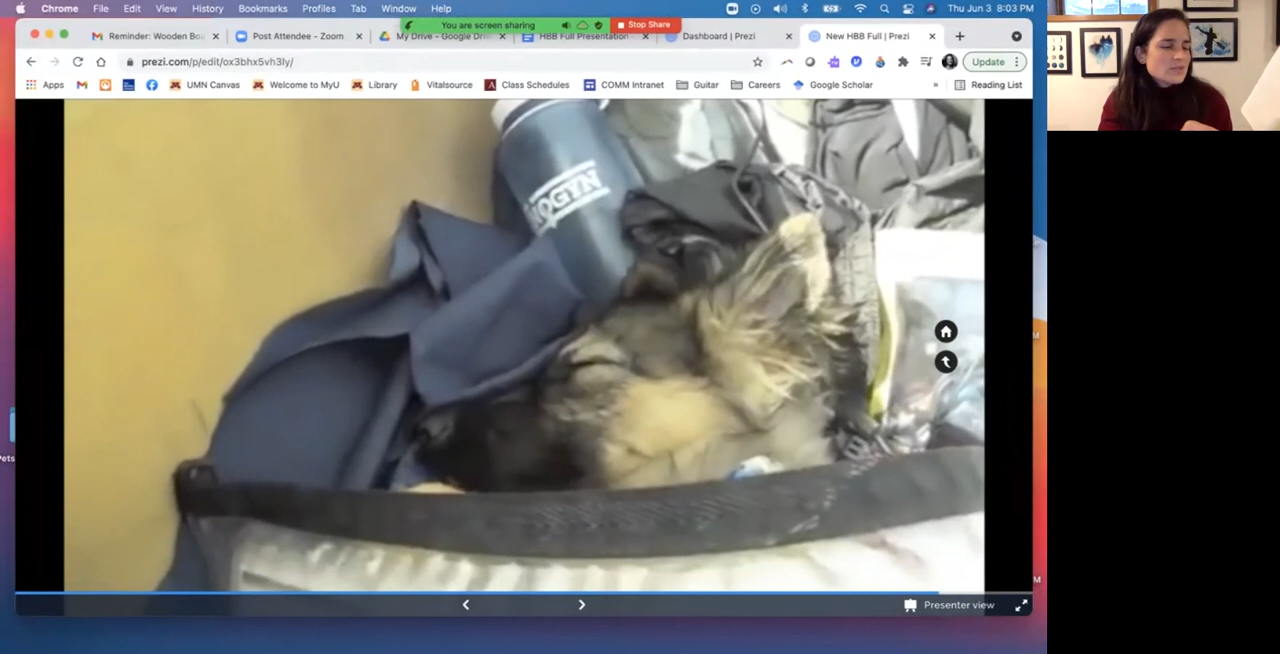 Chrome File Edit View History Bookmarks Profiles Tab Window Help Thu Jun 3 8:03 PM
You are screen sharing Stop Share
Reminder: Wooden Boa Post Attendee - Zoom My Drive - Google Driv HBB Full Presentation - Dashboard | Prezi New HBB Full | Prezi
prezi.com/p/edit/ox3bhx5vh3ly/ Update
Apps UMN Canvas Welcome to MyU Library Vitalsource Class Schedules COMM Intranet Guitar Careers Google Scholar » Reading List
NOGYN
Pets
M
M
Presenter view